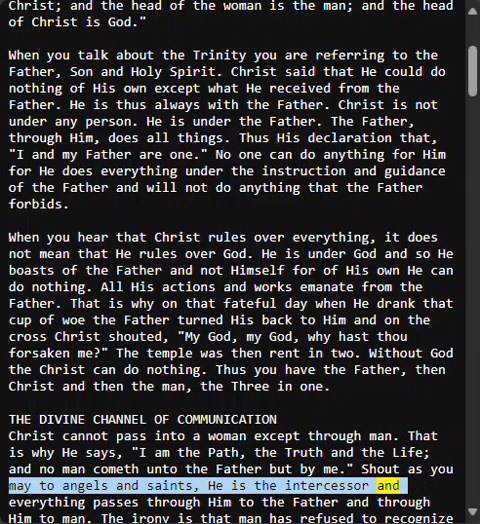 Christ; and the head of the woman is the man; and the head
of Christ is God."
When you talk about the Trinity you are referring to the
Father, Son and Holy Spirit. Christ said that He could do
nothing of His own except what He received from the
Father. He is thus always with the Father. Christ is not
under any person. He is under the Father. The Father,
through Him, does all things. Thus His declaration that,
"I and my Father are one." No one can do anything for Him
for He does everything under the instruction and guidance
of the Father and will not do anything that the Father
forbids.
When you hear that Christ rules over everything, it does
not mean that He rules over God. He is under God and so He
boasts of the Father and not Himself for of His own He can
do nothing. All His actions and works emanate from the
Father. That is why on that fateful day when He drank that
cup of woe the Father turned His back to Him and on the
cross Christ shouted, "My God, my God, why hast thou
forsaken me?" The temple was then rent in two. Without God
the Christ can do nothing. Thus you have the Father, then
Christ and then the man, the Three in one.
THE DIVINE CHANNEL OF COMMUNICATION
Christ cannot pass into a woman except through man. That
is why He says, "I am the Path, the Truth and the Life;
and no man cometh unto the Father but by me." Shout as you
may to angels and saints, He is the intercessor and
everything passes through Him to the Father and through
Him to man. The irony is that man has refused to recognize